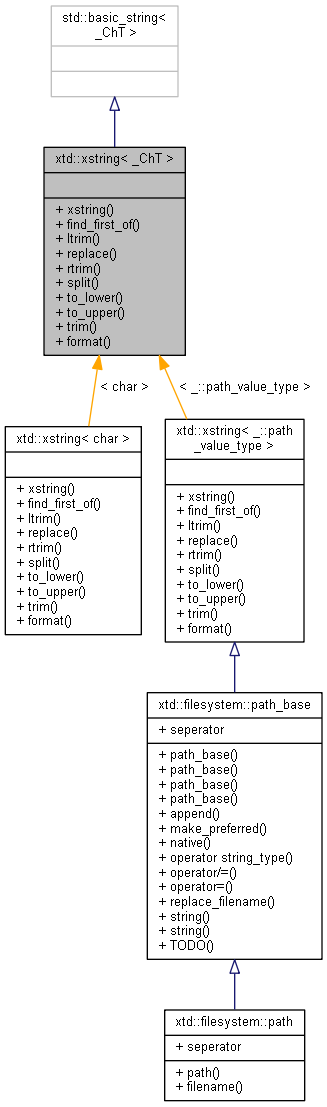 std::basic_string<
_ChT >
xtd::xstring< _ChT >
+ xstring()
+ find_first_of()
+ ltrim()
+ replace()
+ rtrim()
+ split()
+ to_lower()
+ to_upper()
+ trim()
+ format()
< char >
< _::path_value_type >
xtd::xstring< char >
+ xstring()
+ find_first_of()
+ ltrim()
+ replace()
+ rtrim()
+ split()
+ to_lower()
+ to_upper()
+ trim()
+ format()
xtd::xstring< _::path
_value_type >
+ xstring()
+ find_first_of()
+ ltrim()
+ replace()
+ rtrim()
+ split()
+ to_lower()
+ to_upper()
+ trim()
+ format()
xtd::filesystem::path_base
+ seperator
+ path_base()
+ path_base()
+ path_base()
+ path_base()
+ append()
+ make_preferred()
+ native()
+ operator string_type()
+ operator/=()
+ operator=()
+ replace_filename()
+ string()
+ string()
+ TODO()
xtd::filesystem::path
+ seperator
+ path()
+ filename()